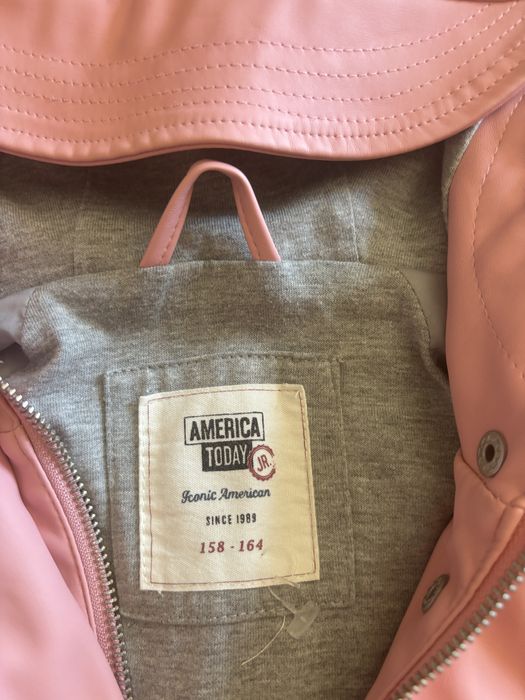 AMERICA
TODAY
JR.
Iconic American
SINCE 1989
158 - 164